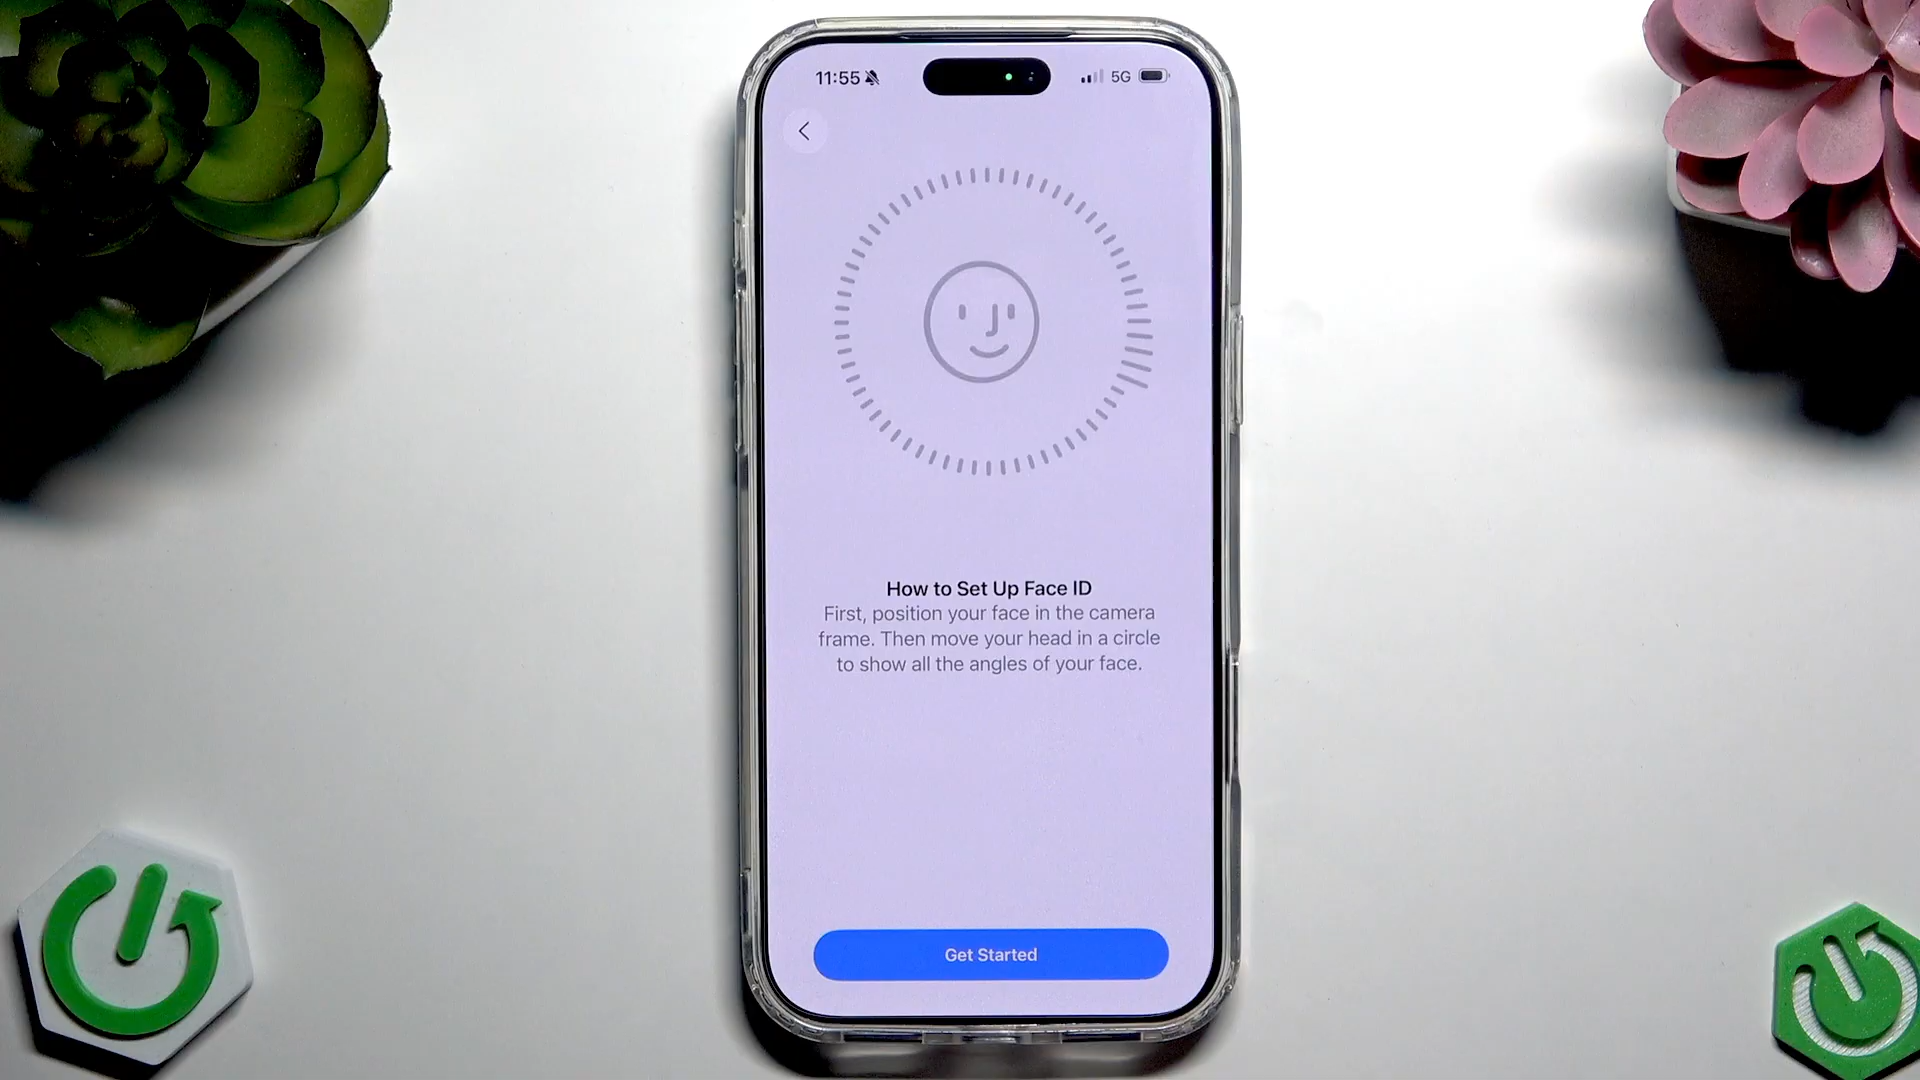 11:55
5G
How to Set Up Face ID
First, position your face in the camera
frame. Then move your head in a circle
to show all the angles of your face.
Get Started